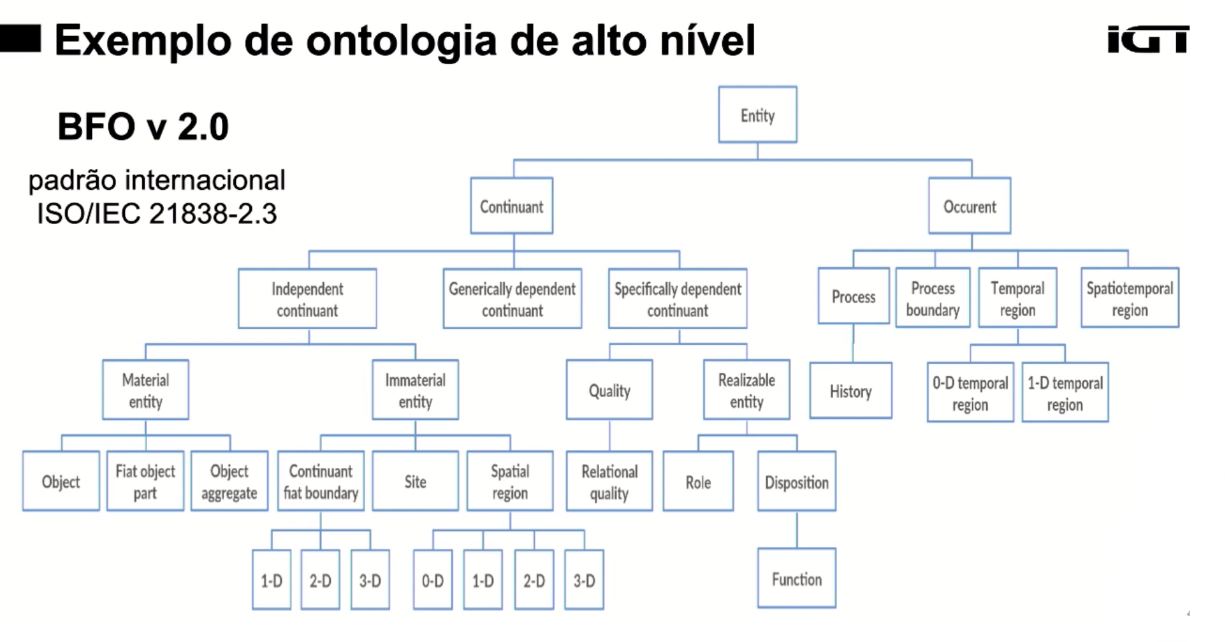 Exemplo de ontologia de alto nível
iGT
BFO v 2.0
padrão internacional
ISO/IEC 21838-2.3
Entity
Continuant
Occurent
Independent
continuant
Generically dependent
continuant
Specifically dependent
continuant
Process
Process
boundary
Temporal
region
Spatiotemporal
region
Material
entity
Immaterial
entity
Quality
Realizable
entity
History
0-D temporal
region
1-D temporal
region
Object
Fiat object
part
Object
aggregate
Continuant
fiat boundary
Site
Spatial
region
Relational
quality
Role
Disposition
1-D
2-D
3-D
0-D
1-D
2-D
3-D
Function